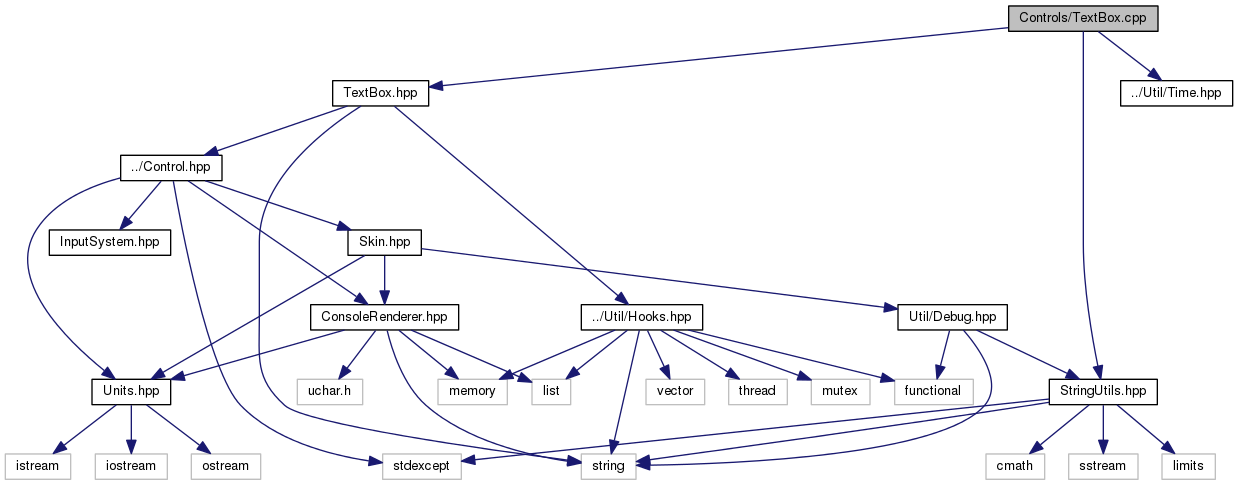 Controls/TextBox.cpp
TextBox.hpp
../Util/Time.hpp
../Control.hpp
InputSystem.hpp
Skin.hpp
ConsoleRenderer.hpp
../Util/Hooks.hpp
Util/Debug.hpp
Units.hpp
uchar.h
memory
list
vector
thread
mutex
functional
StringUtils.hpp
istream
iostream
ostream
stdexcept
string
cmath
sstream
limits